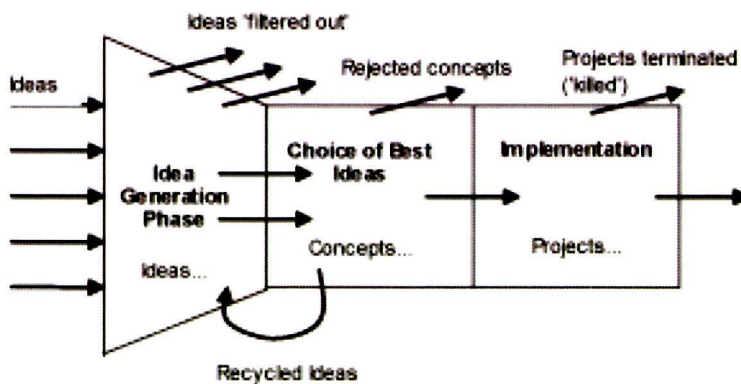 Ideas 'filtered out'
Ideas
Rejected concepts
Projects terminated
('killed')
Idea
Generation
Phase
Ideas...
Choice of Best
Ideas
Concepts...
Implementation
Projects...
Recycled Ideas